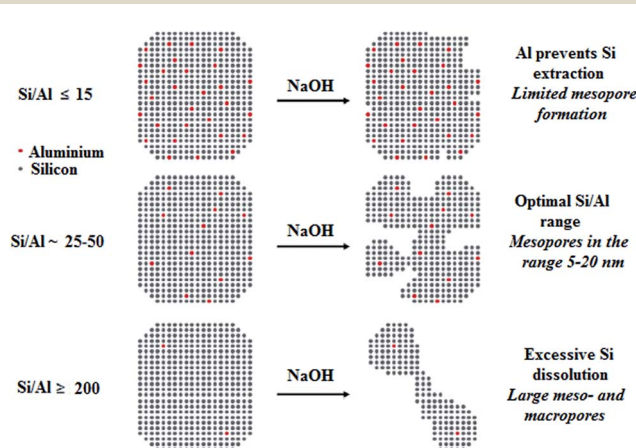 Si/Al ≤ 15
NaOH
Al prevents Si
extraction
Limited mesopore
formation
• Aluminium
• Silicon
Si/Al ~ 25-50
NaOH
Optimal Si/Al
range
Mesopores in the
range 5-20 nm
Si/Al ≥ 200
NaOH
Excessive Si
dissolution
Large meso- and
macropores